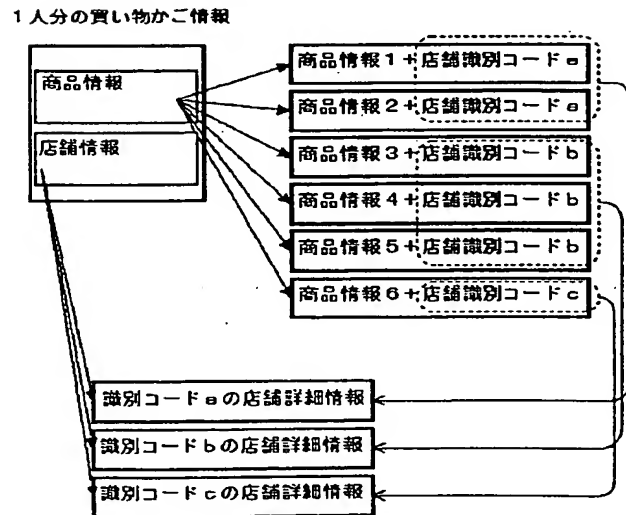 1人分の買い物かご情報
商品情報
店舗情報
商品情報1+店舗識別コードa
商品情報2+店舗識別コードa
商品情報3+店舗識別コードb
商品情報4+店舗識別コードb
商品情報5+店舗識別コードb
商品情報6+店舗識別コードc
識別コードaの店舗詳細情報
識別コードbの店舗詳細情報
識別コードcの店舗詳細情報